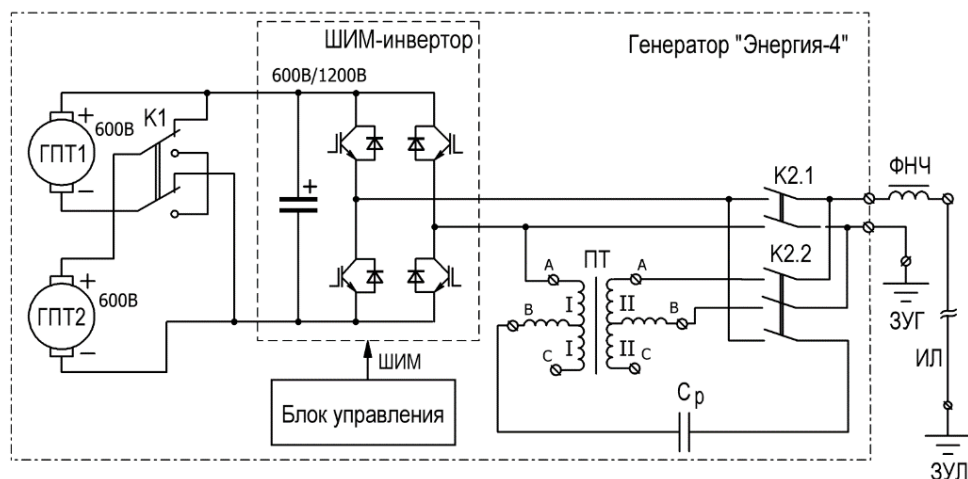 ШИМ-инвертор
Генератор "Энергия-4"
600В/1200В
+
600В
К1
ГПТ1
−
+
К2.1
ФНЧ
+
600В
ГПТ2
−
К2.2
ПТ
А
А
I
II
В
В
I
II
С
С
ЗУГ
ИЛ
ШИМ
Блок управления
Ср
ЗУЛ